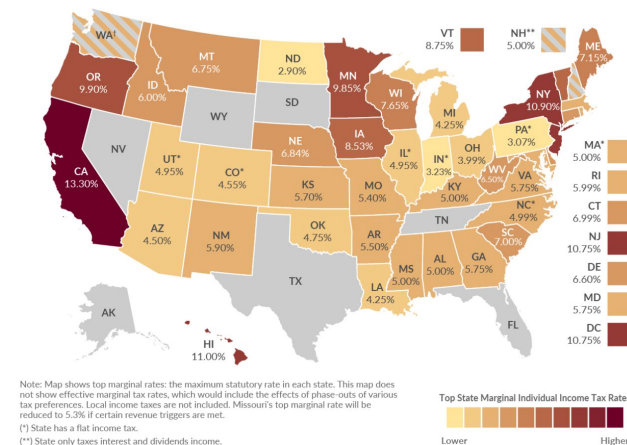 WA†
VT
8.75%
NH**
5.00%
ME
7.15%
MT
6.75%
ND
2.90%
MN
9.85%
OR
9.90%
ID
6.00%
WI
7.65%
NY
10.90%
SD
MI
4.25%
WY
IA
8.53%
PA*
3.07%
MA*
5.00%
NE
6.84%
NV
IL*
4.95%
IN*
3.23%
OH
3.99%
RI
5.99%
UT*
4.95%
CA
13.30%
CO*
4.55%
WV
6.50%
VA
5.75%
CT
6.99%
KS
5.70%
MO
5.40%
KY
5.00%
NC*
4.99%
NJ
10.75%
TN
AZ
4.50%
NM
5.90%
OK
4.75%
AR
5.50%
SC
7.00%
DE
6.60%
MS
5.00%
AL
5.00%
GA
5.75%
MD
5.75%
TX
LA
4.25%
DC
10.75%
AK
FL
HI
11.00%
Note: Map shows top marginal rates: the maximum statutory rate in each state. This map does
not show effective marginal tax rates, which would include the effects of phase-outs of various
tax preferences. Local income taxes are not included. Missouri's top marginal rate will be
reduced to 5.3% if certain revenue triggers are met.
(*) State has a flat income tax.
(**) State only taxes interest and dividends income.
Top State Marginal Individual Income Tax Rate
Lower
Higher